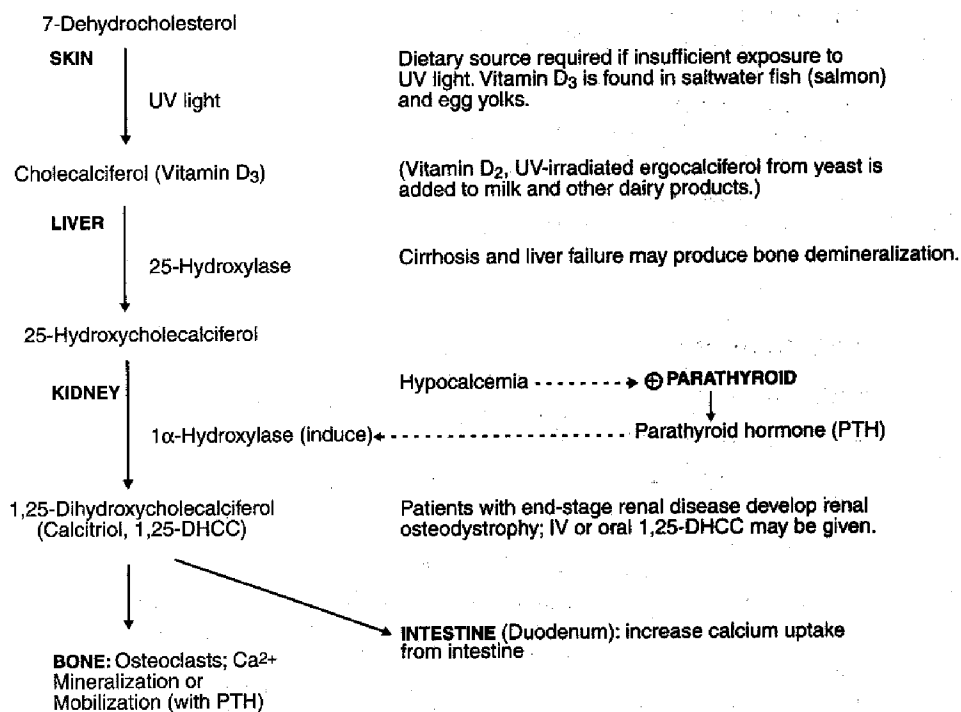 7-Dehydrocholesterol
SKIN
UV light
Dietary source required if insufficient exposure to
UV light. Vitamin D3 is found in saltwater fish (salmon)
and egg yolks.
Cholecalciferol (Vitamin D3)
(Vitamin D2, UV-irradiated ergocalciferol from yeast is
added to milk and other dairy products.)
LIVER
25-Hydroxylase
Cirrhosis and liver failure may produce bone demineralization.
25-Hydroxycholecalciferol
KIDNEY
Hypocalcemia
⊕ PARATHYROID
1α-Hydroxylase (induce)
Parathyroid hormone (PTH)
1,25-Dihydroxycholecalciferol
(Calcitriol, 1,25-DHCC)
Patients with end-stage renal disease develop renal
osteodystrophy; IV or oral 1,25-DHCC may be given.
INTESTINE (Duodenum): increase calcium uptake
from intestine
BONE: Osteoclasts; Ca2+
Mineralization or
Mobilization (with PTH)